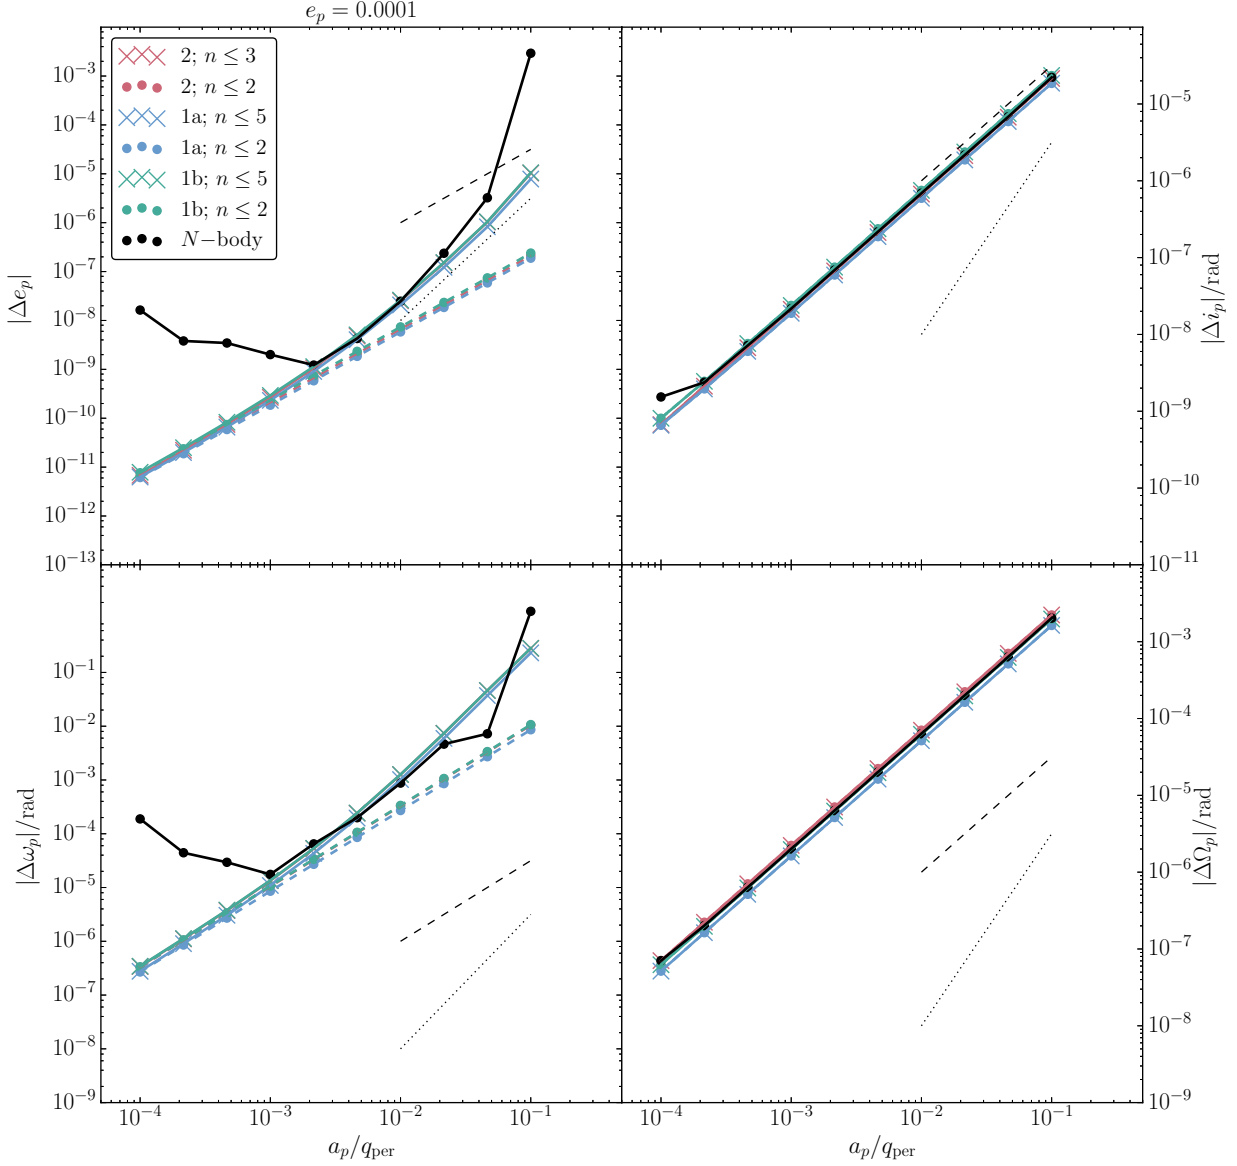 e_p = 0.0001
2; n ≤ 3
2; n ≤ 2
1a; n ≤ 5
1a; n ≤ 2
1b; n ≤ 5
1b; n ≤ 2
N−body
10^{-3}
10^{-4}
10^{-5}
10^{-6}
10^{-7}
10^{-8}
10^{-9}
10^{-10}
10^{-11}
10^{-12}
10^{-13}
|Δe_p|
10^{-5}
10^{-6}
10^{-7}
10^{-8}
10^{-9}
10^{-10}
10^{-11}
|Δi_p|/rad
10^{-1}
10^{-2}
10^{-3}
10^{-4}
10^{-5}
10^{-6}
10^{-7}
10^{-8}
10^{-9}
|Δω_p|/rad
10^{-4} 10^{-3} 10^{-2} 10^{-1}
a_p/q_per
10^{-3}
10^{-4}
10^{-5}
10^{-6}
10^{-7}
10^{-8}
10^{-9}
|ΔΩ_p|/rad
10^{-4} 10^{-3} 10^{-2} 10^{-1}
a_p/q_per